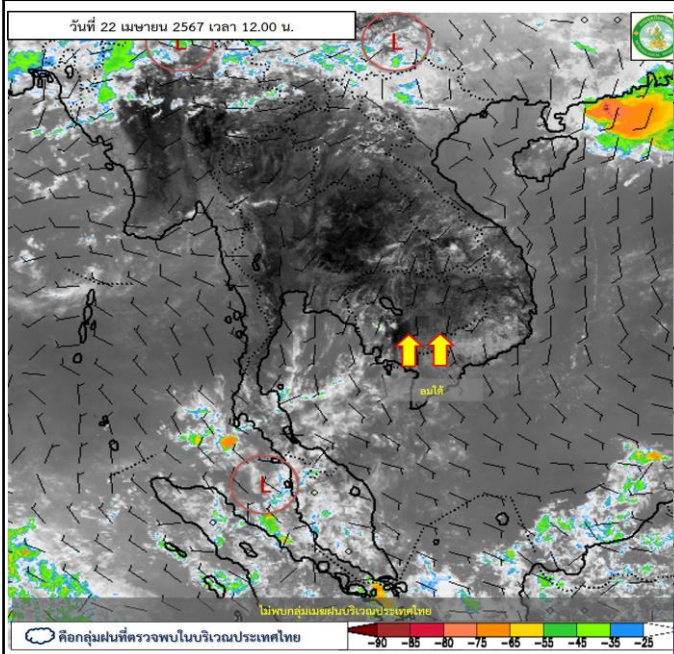 วันที่ 22 เมษายน 2567 เวลา 12.00 น.
L L
ลมใต้
L
ไม่พบกลุ่มเมฆฝนบริเวณประเทศไทย
คือกลุ่มฝนที่ตรวจพบในบริเวณประเทศไทย
-90 -85 -80 -75 -65 -55 -45 -35 -25